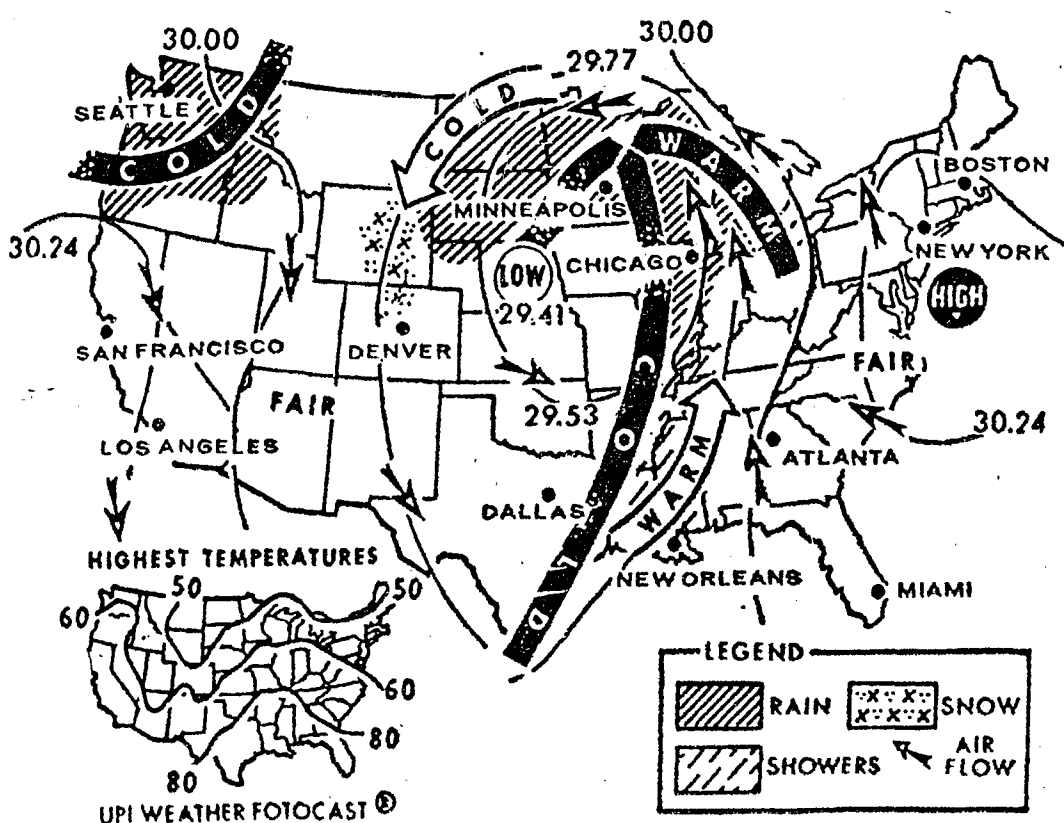 30.00
30.00
29.77
SEATTLE
COLD
COLD
WARM
BOSTON
MINNEAPOLIS
NEW YORK
30.24
CHICAGO
LOW
HIGH
29.41
SAN FRANCISCO
DENVER
FAIR
FAIR
29.53
30.24
LOS ANGELES
ATLANTA
COLD
WARM
DALLAS
NEW ORLEANS
MIAMI
HIGHEST TEMPERATURES
50
50
60
60
80
80
UPI WEATHER FOTOCAST ®
LEGEND
RAIN
SNOW
SHOWERS
AIR
FLOW